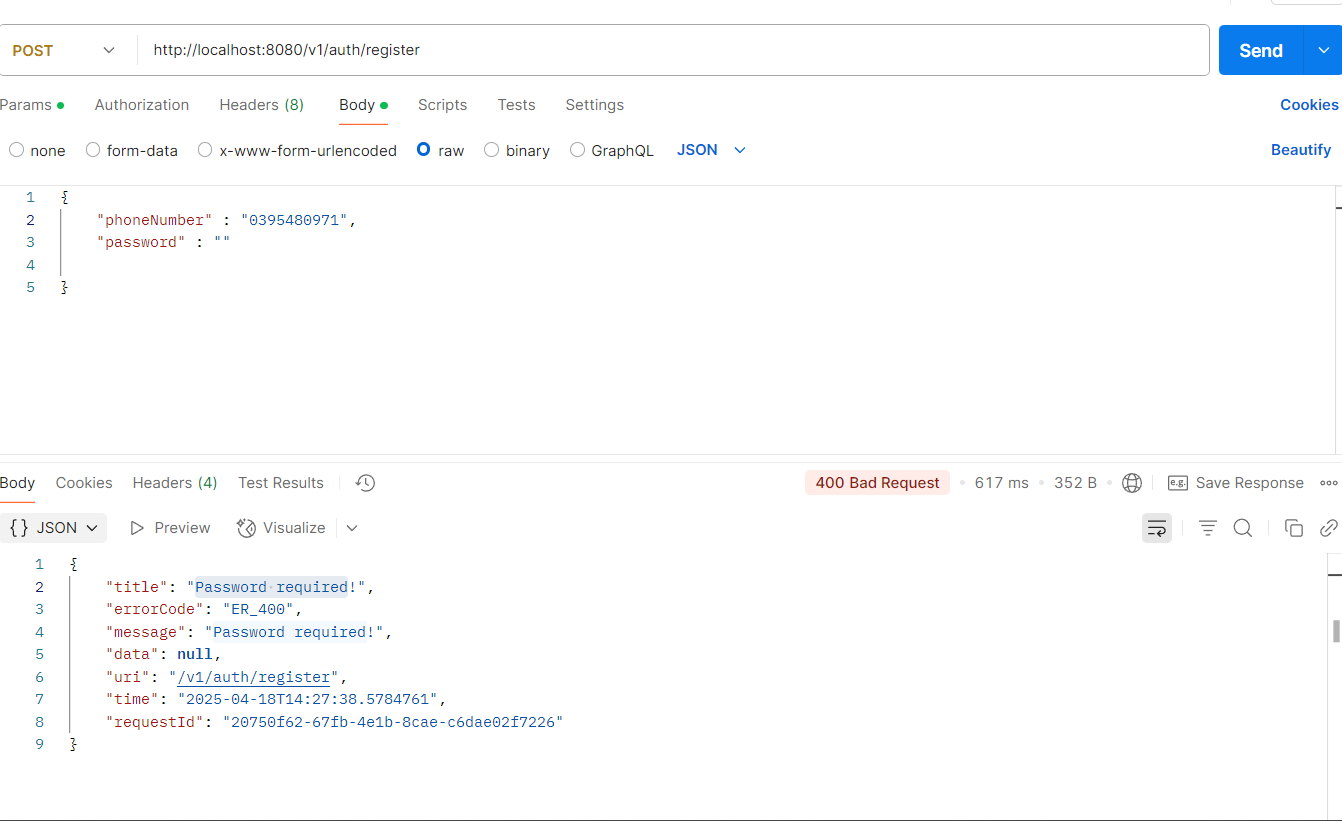 POST http://localhost:8080/v1/auth/register Send
Params Authorization Headers (8) Body Scripts Tests Settings Cookies
none form-data x-www-form-urlencoded raw binary GraphQL JSON Beautify
1 {
2 "phoneNumber" : "0395480971",
3 "password" : ""
4
5 }
Body Cookies Headers (4) Test Results 400 Bad Request • 617 ms • 352 B • e.g. Save Response
{} JSON Preview Visualize
1 {
2 "title": "Password required!",
3 "errorCode": "ER_400",
4 "message": "Password required!",
5 "data": null,
6 "uri": "/v1/auth/register",
7 "time": "2025-04-18T14:27:38.5784761",
8 "requestId": "20750f62-67fb-4e1b-8cae-c6dae02f7226"
9 }